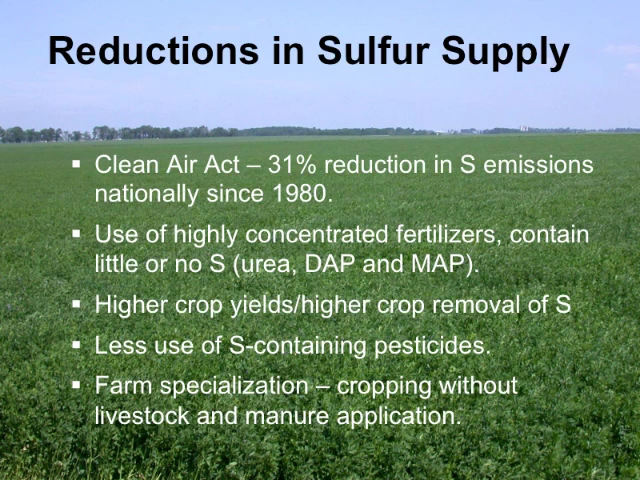 Reductions in Sulfur Supply
▪ Clean Air Act – 31% reduction in S emissions
nationally since 1980.
▪ Use of highly concentrated fertilizers, contain
little or no S (urea, DAP and MAP).
▪ Higher crop yields/higher crop removal of S
▪ Less use of S-containing pesticides.
▪ Farm specialization – cropping without
livestock and manure application.